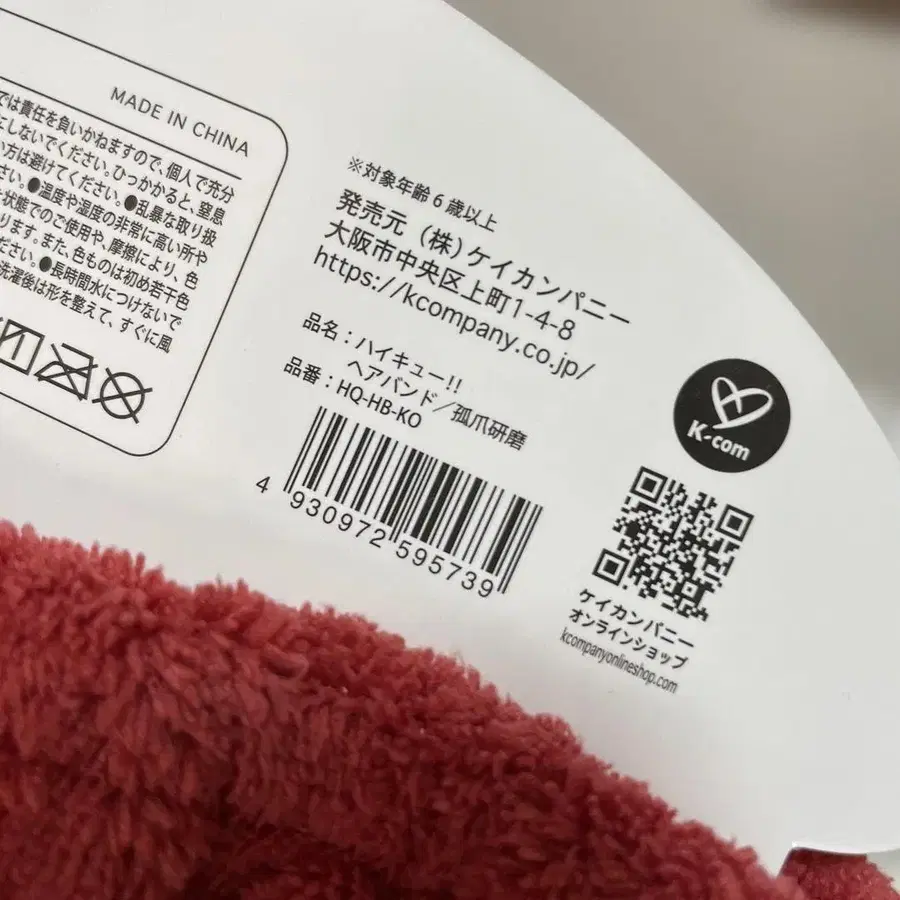 MADE IN CHINA
では責任を負いかねますので、個人で充分
にしないでください。ひっかかると、窒息
い方は避けてください。●乱暴な取り扱
さい。●温度や湿度の非常に高い所や
状態でのご使用や、摩擦により、色
ります。また、色ものは初め若干色
ださい。●長時間水につけないで
洗濯後は形を整えて、すぐに風
※対象年齢 6 歳以上
発売元 (株)ケイカンパニー
大阪市中央区上町1-4-8
https://kcompany.co.jp/
品名:ハイキュー!!
ヘアバンド/孤爪研磨
品番:HQ-HB-KO
4 930972 595739
K-com
ケイカンパニー
オンラインショップ
kcompanyonlineshop.com